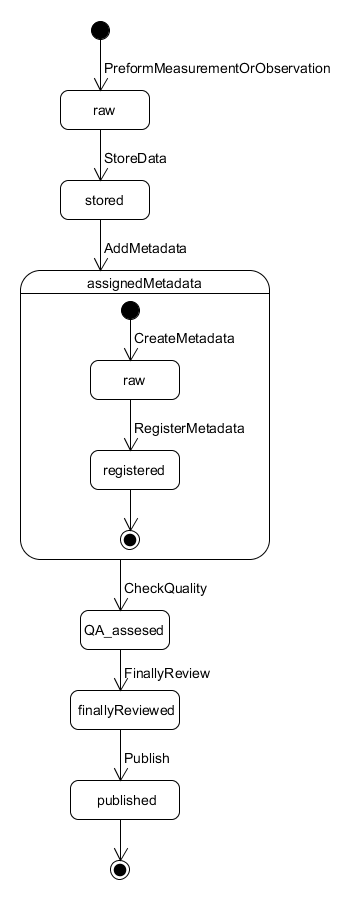 PreformMeasurementOrObservation
raw
StoreData
stored
AddMetadata
assignedMetadata
CreateMetadata
raw
RegisterMetadata
registered
CheckQuality
QA_assesed
FinallyReview
finallyReviewed
Publish
published